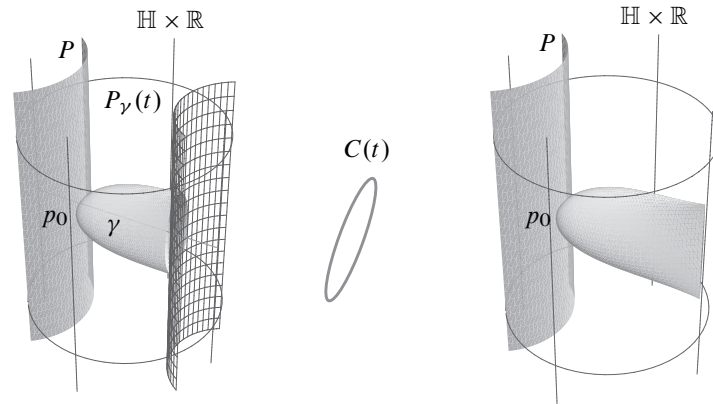 ℍ × ℝ
P
P_γ(t)
p₀
γ
C(t)
ℍ × ℝ
P
p₀